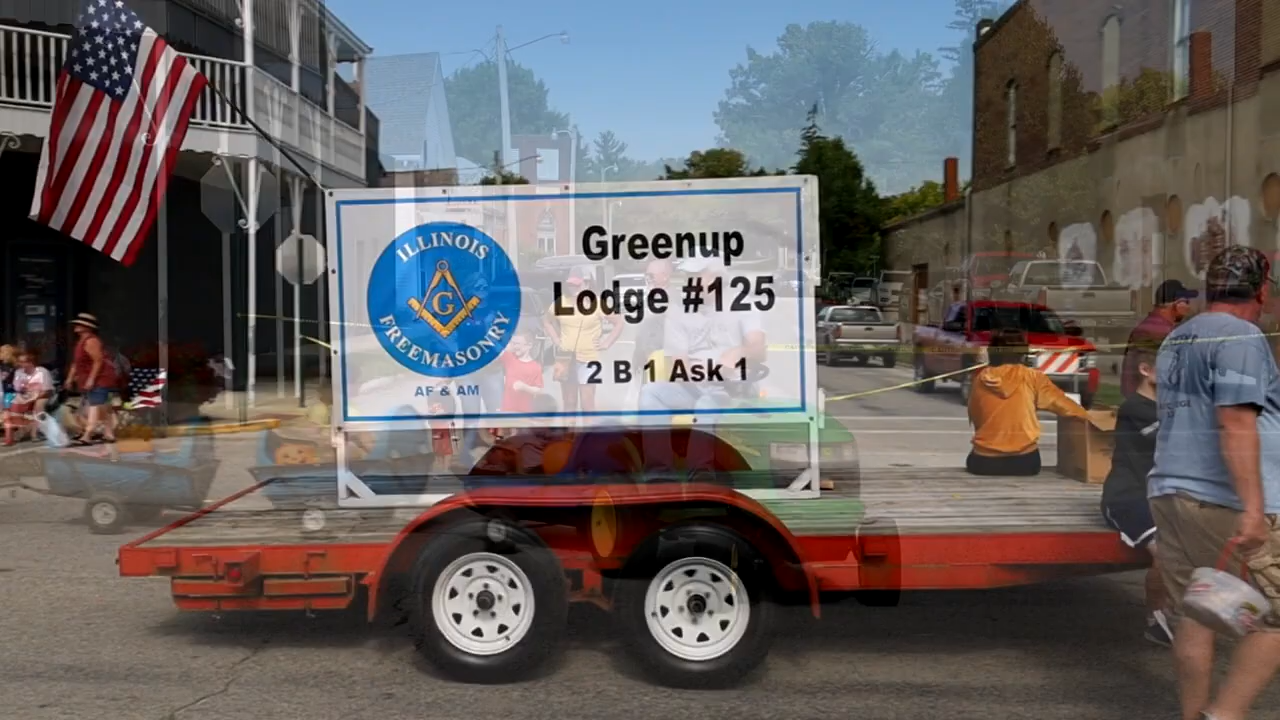 ILLINOIS
G
FREEMASONRY
AF & AM
Greenup
Lodge #125
2 B 1 Ask 1